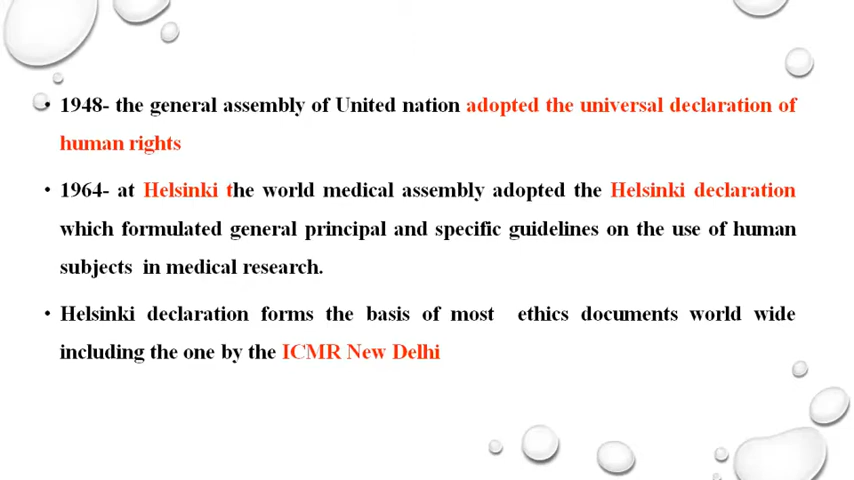 • 1948- the general assembly of United nation adopted the universal declaration of
human rights
• 1964- at Helsinki the world medical assembly adopted the Helsinki declaration
which formulated general principal and specific guidelines on the use of human
subjects in medical research.
• Helsinki declaration forms the basis of most ethics documents world wide
including the one by the ICMR New Delhi